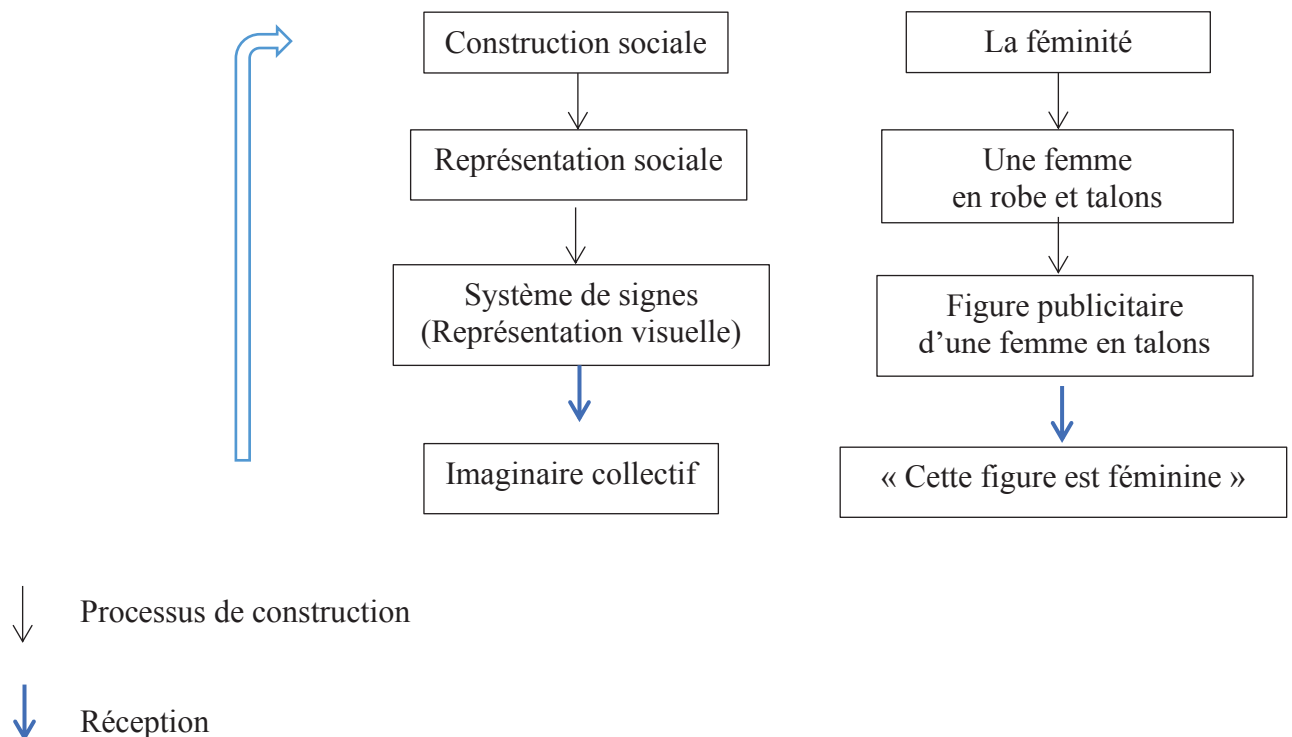 Construction sociale
La féminité
Représentation sociale
Une femme
en robe et talons
Système de signes
(Représentation visuelle)
Figure publicitaire
d’une femme en talons
Imaginaire collectif
« Cette figure est féminine »
Processus de construction
Réception